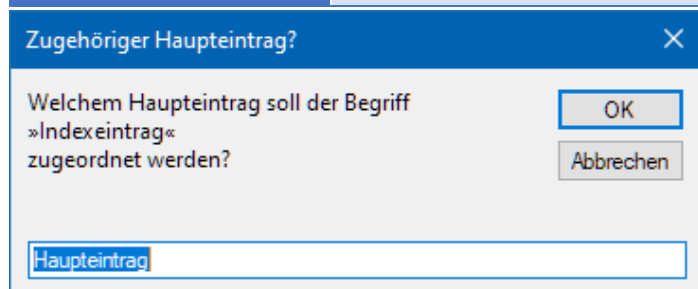 Zugehöriger Haupteintrag?
Welchem Haupteintrag soll der Begriff
»Indexeintrag«
zugeordnet werden?
OK
Abbrechen
Haupteintrag